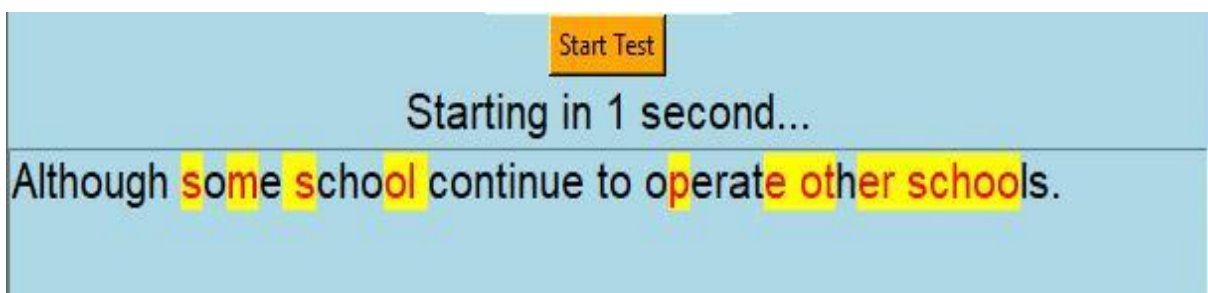 Start Test
Starting in 1 second...
Although some school continue to operate other schools.